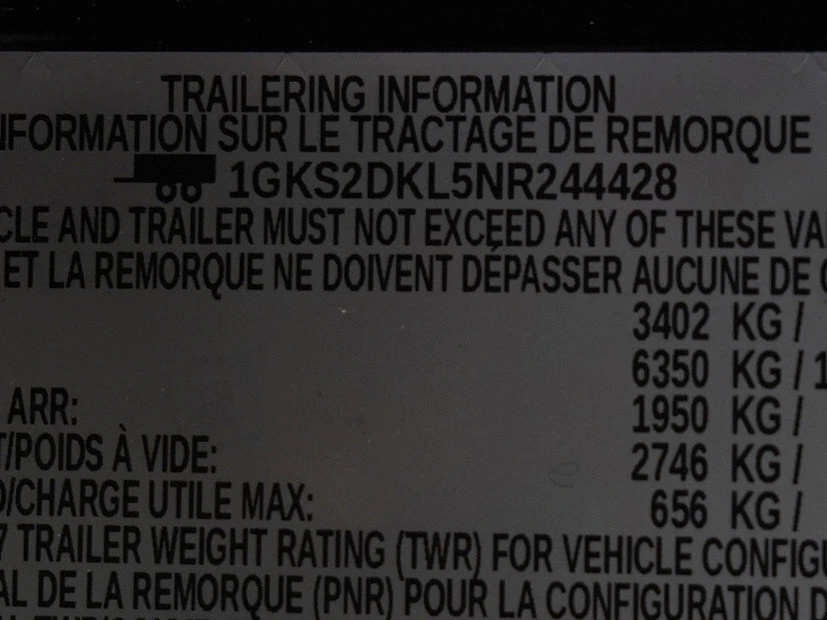 TRAILERING INFORMATION
NFORMATION SUR LE TRACTAGE DE REMORQUE
1GKS2DKL5NR244428
CLE AND TRAILER MUST NOT EXCEED ANY OF THESE VA
ET LA REMORQUE NE DOIVENT DÉPASSER AUCUNE DE C
3402 KG /
6350 KG / 1
ARR: 1950 KG /
T/POIDS À VIDE: 2746 KG /
D/CHARGE UTILE MAX: 656 KG /
7 TRAILER WEIGHT RATING (TWR) FOR VEHICLE CONFIGU
AL DE LA REMORQUE (PNR) POUR LA CONFIGURATION D